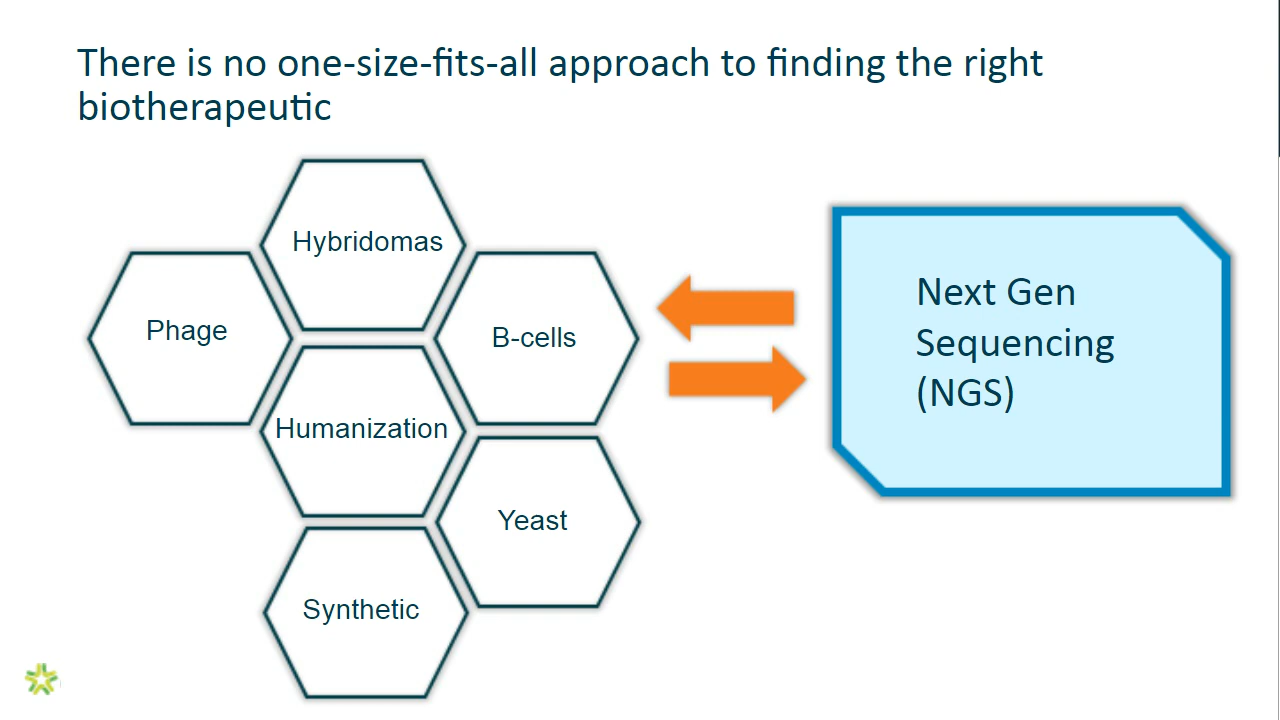 There is no one-size-fits-all approach to finding the right
biotherapeutic
Hybridomas
Phage
B-cells
Humanization
Yeast
Synthetic
Next Gen
Sequencing
(NGS)